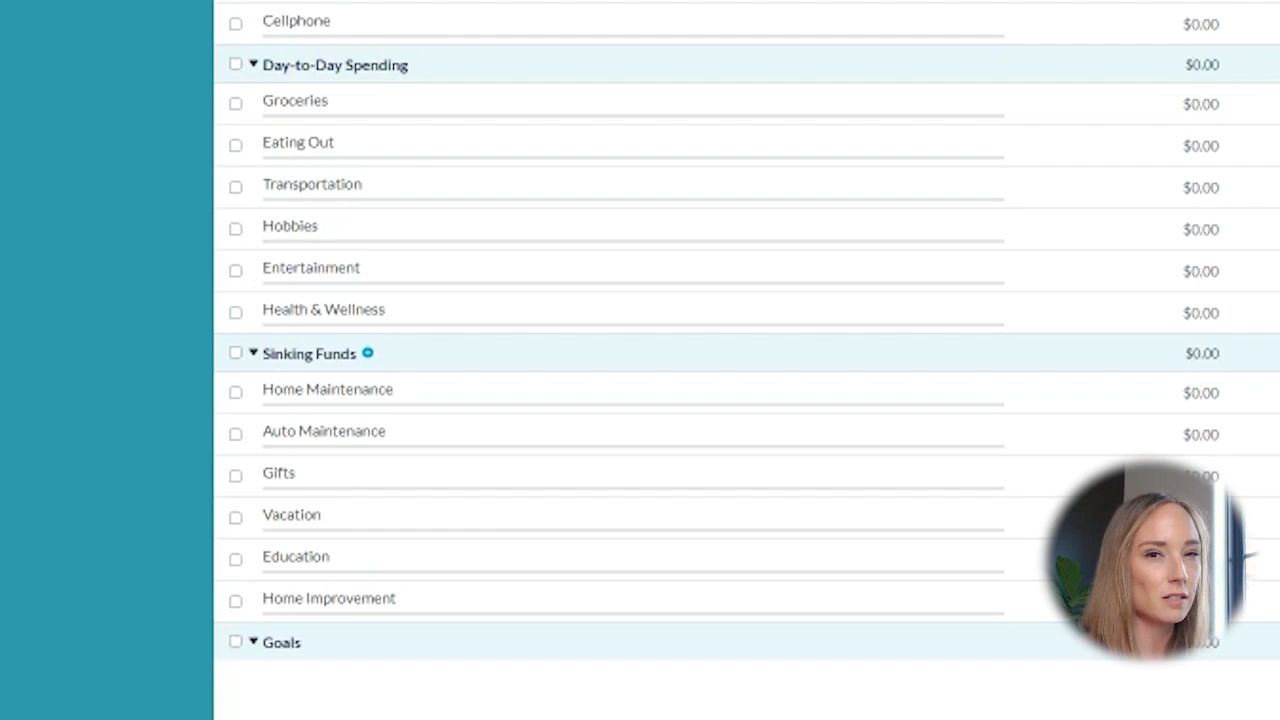 Cellphone $0.00
Day-to-Day Spending $0.00
Groceries $0.00
Eating Out $0.00
Transportation $0.00
Hobbies $0.00
Entertainment $0.00
Health & Wellness $0.00
Sinking Funds $0.00
Home Maintenance $0.00
Auto Maintenance $0.00
Gifts
Vacation
Education
Home Improvement
Goals